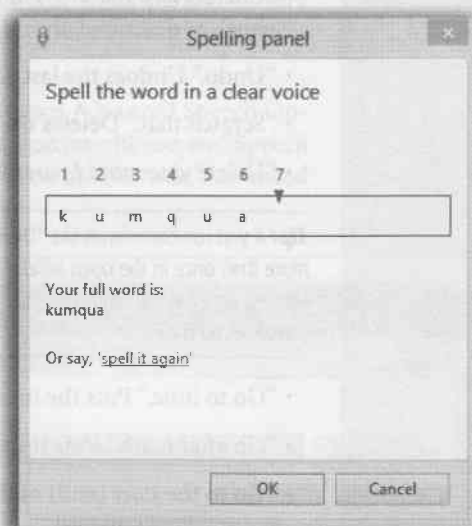 Spelling panel
Spell the word in a clear voice
1 2 3 4 5 6 7
k u m q u a
Your full word is:
kumqua
Or say, 'spell it again'
OK Cancel